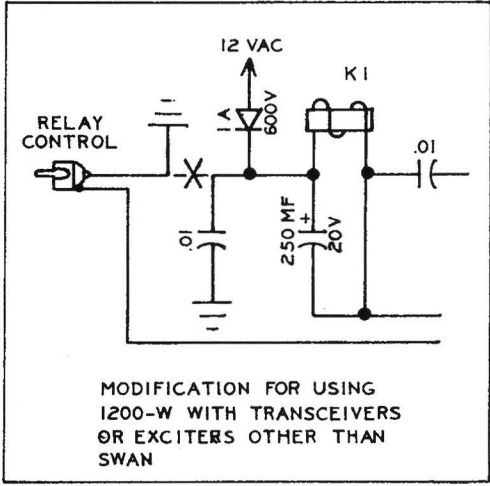 12 VAC
K1
1A
600V
RELAY
CONTROL
.01
.01
250 MF
+
20V
MODIFICATION FOR USING
1200-W WITH TRANSCEIVERS
OR EXCITERS OTHER THAN
SWAN